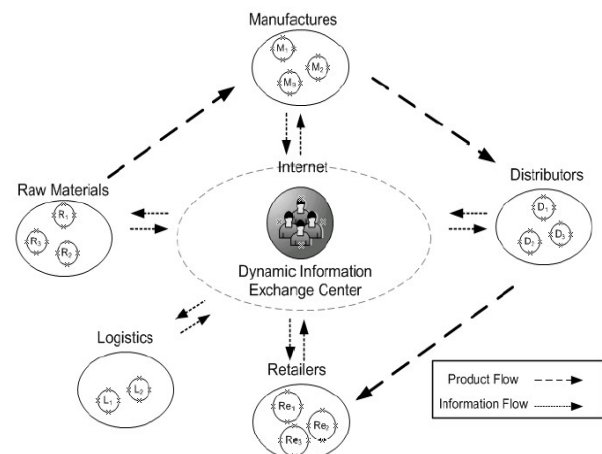 Manufactures
M1
M2
Mn
Internet
Distributors
D1
D2
D3
Raw Materials
R1
R3
R2
Dynamic Information
Exchange Center
Logistics
L1
L2
Retailers
Re1
Re2
Re3
Product Flow
Information Flow